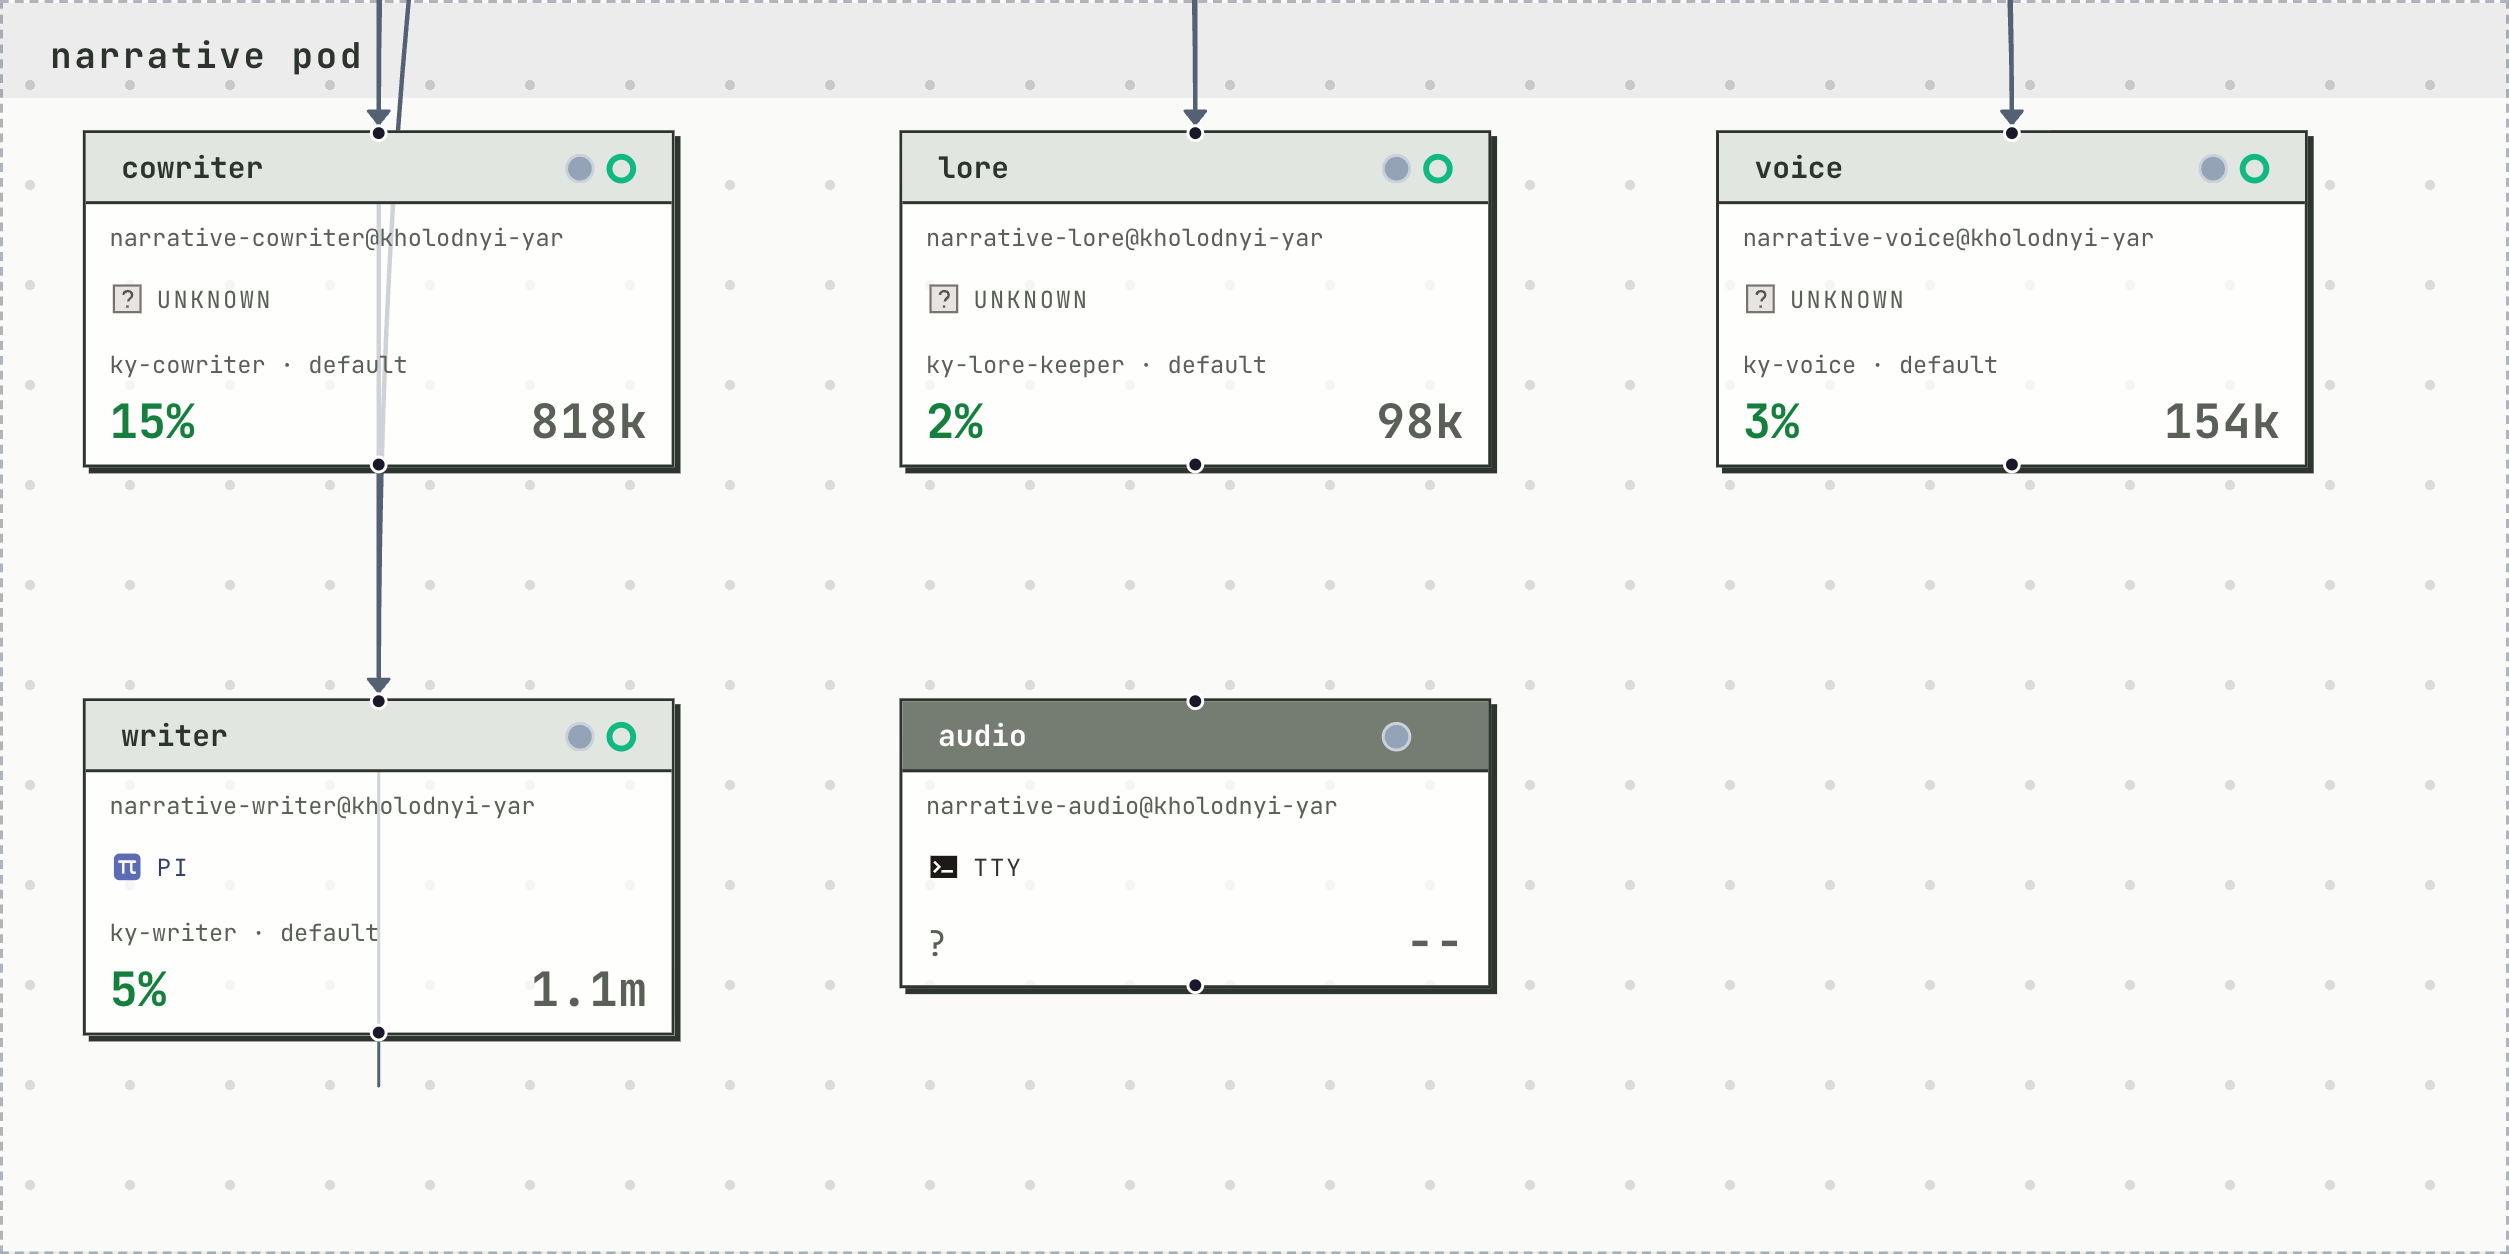 narrative pod
cowriter
narrative-cowriter@kholodnyi-yar
? UNKNOWN
ky-cowriter · default
15% 818k
lore
narrative-lore@kholodnyi-yar
? UNKNOWN
ky-lore-keeper · default
2% 98k
voice
narrative-voice@kholodnyi-yar
? UNKNOWN
ky-voice · default
3% 154k
writer
narrative-writer@kholodnyi-yar
π PI
ky-writer · default
5% 1.1m
audio
narrative-audio@kholodnyi-yar
>_ TTY
? --